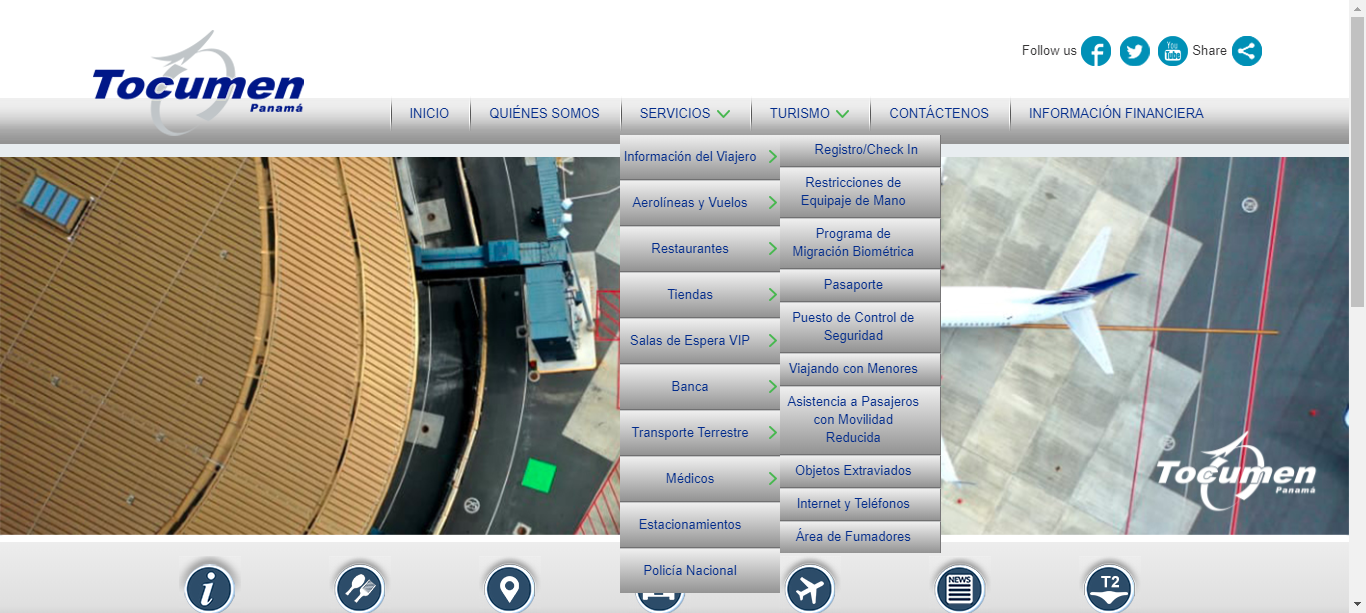 Follow us
You
Tube
Share
Tocumen
Panamá
INICIO
QUIÉNES SOMOS
SERVICIOS
TURISMO
CONTÁCTENOS
INFORMACIÓN FINANCIERA
Información del Viajero
Aerolíneas y Vuelos
Restaurantes
Tiendas
Salas de Espera VIP
Banca
Transporte Terrestre
Médicos
Estacionamientos
Policía Nacional
Registro/Check In
Restricciones de
Equipaje de Mano
Programa de
Migración Biométrica
Pasaporte
Puesto de Control de
Seguridad
Viajando con Menores
Asistencia a Pasajeros
con Movilidad
Reducida
Objetos Extraviados
Internet y Teléfonos
Área de Fumadores
Tocumen
Panamá
NEWS
T2